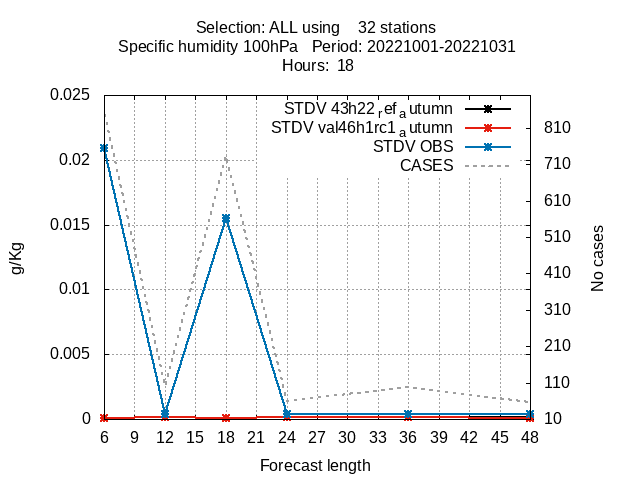 Selection: ALL using    32 stations
Specific humidity 100hPa   Period: 20221001-20221031
Hours:  18
STDV 43h22ᵣefₐutumn
STDV val46h1rc1ₐutumn
STDV OBS
CASES
0.025
0.02
0.015
0.01
0.005
0
g/Kg
810
710
610
510
410
310
210
110
10
No cases
6 9 12 15 18 21 24 27 30 33 36 39 42 45 48
Forecast length